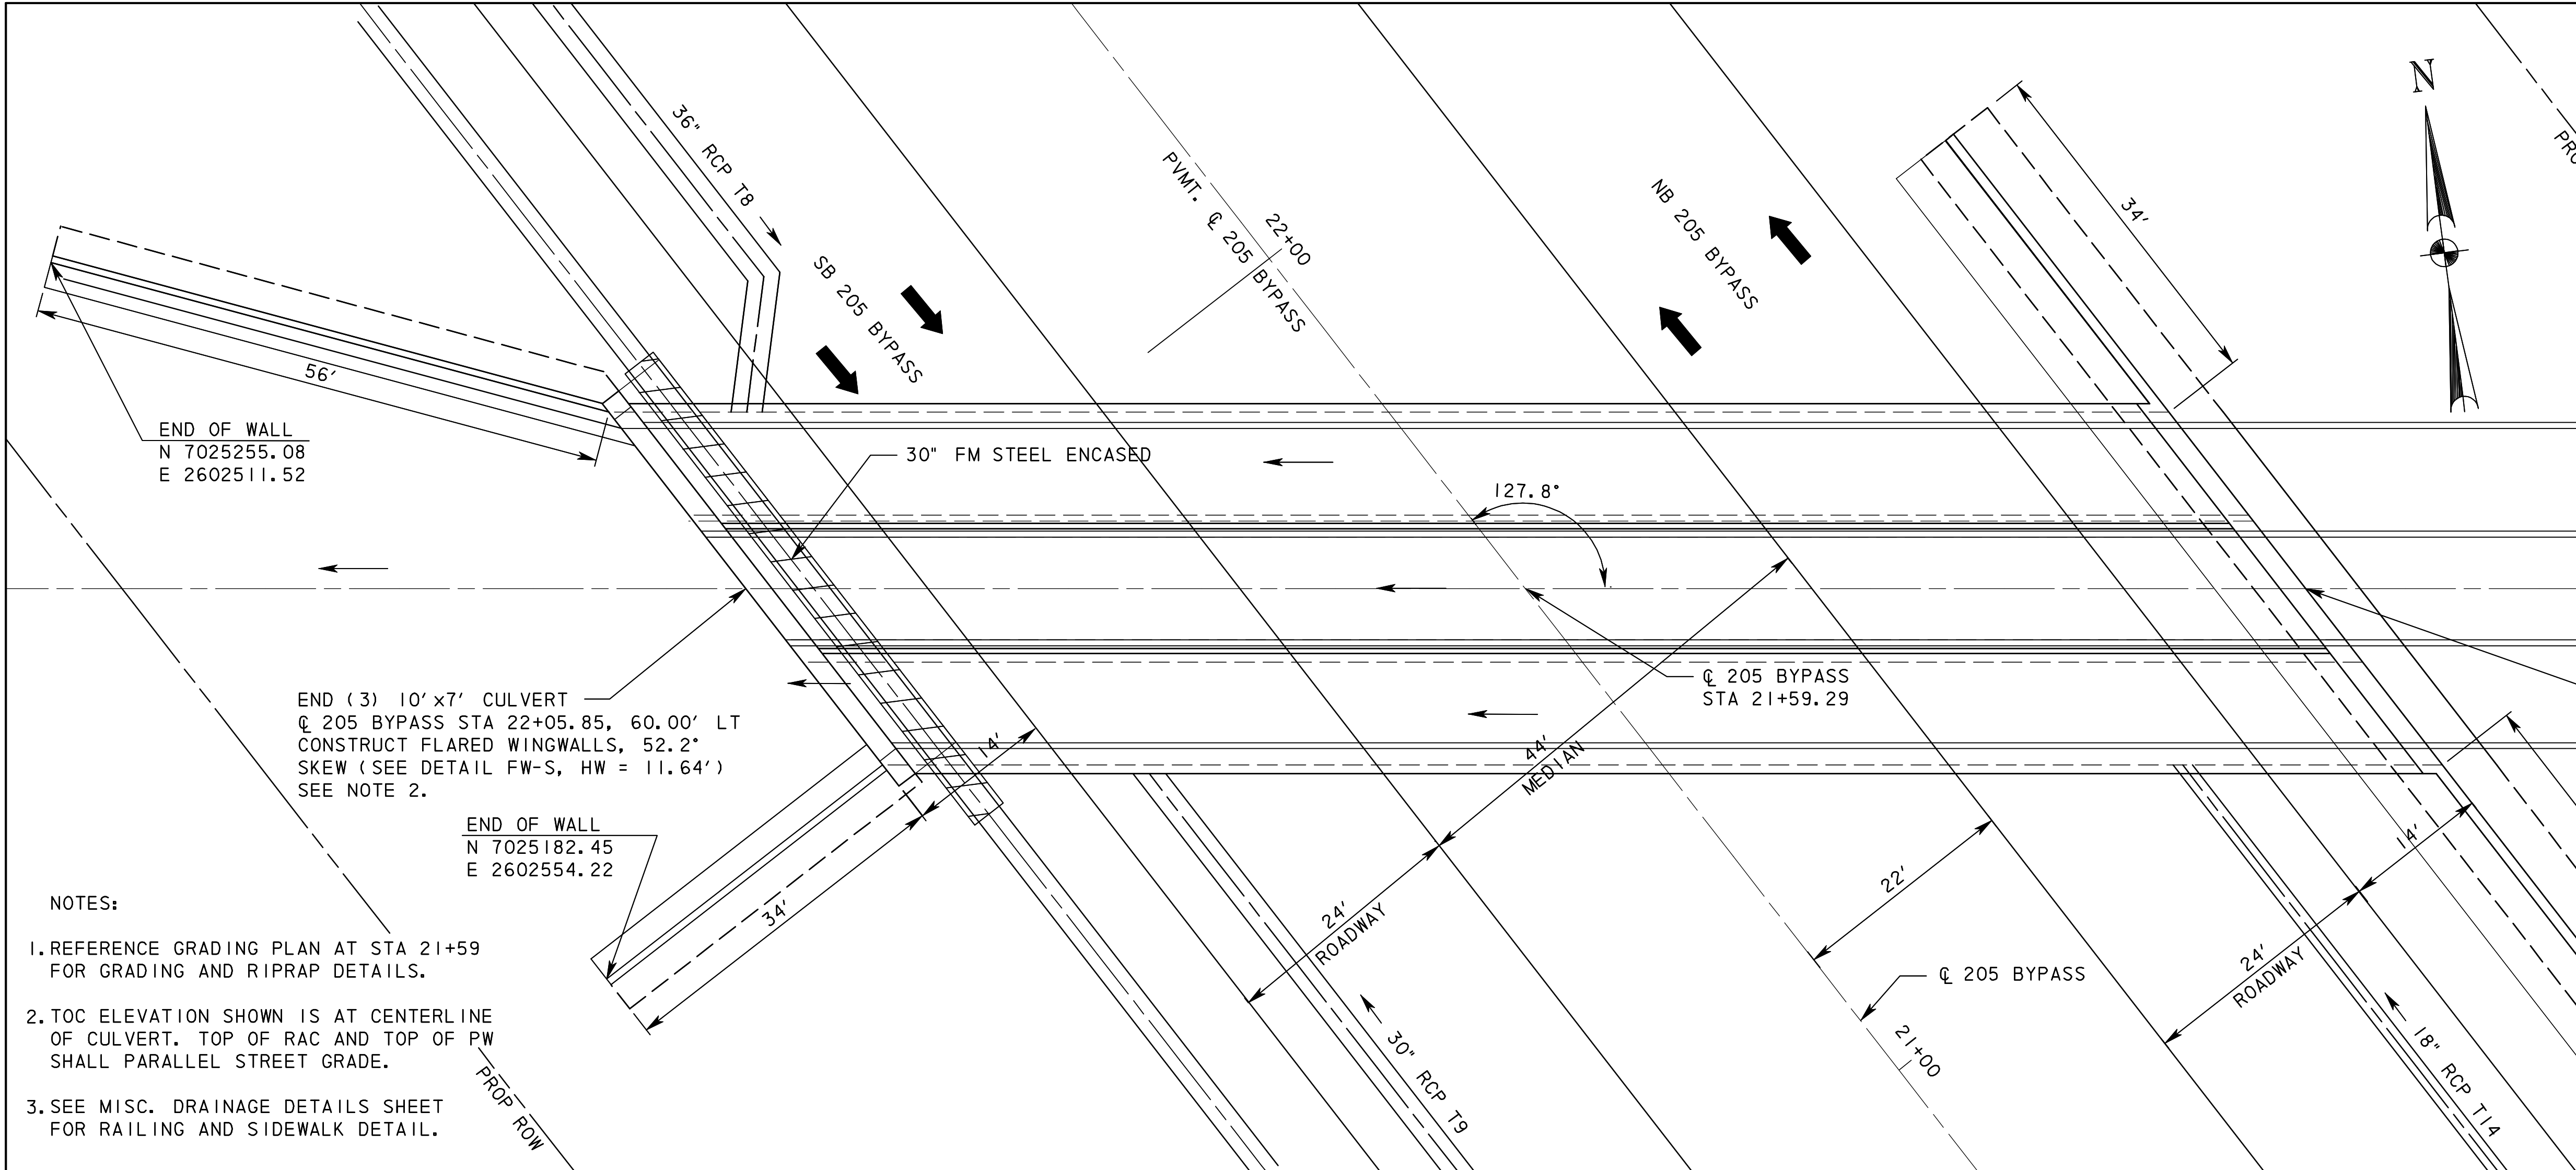 N
36" RCP T8
PVMT. ℄ 205 BYPASS
22+00
NB 205 BYPASS
34'
PRO
SB 205 BYPASS
56'
END OF WALL
N 7025255.08
E 2602511.52
30" FM STEEL ENCASED
127.8°
END (3) 10'x7' CULVERT
℄ 205 BYPASS STA 22+05.85, 60.00' LT
CONSTRUCT FLARED WINGWALLS, 52.2°
SKEW (SEE DETAIL FW-S, HW = 11.64')
SEE NOTE 2.
℄ 205 BYPASS
STA 21+59.29
14'
44'
MEDIAN
END OF WALL
N 7025182.45
E 2602554.22
34'
24'
ROADWAY
22'
14'
24'
ROADWAY
℄ 205 BYPASS
21+00
30" RCP T9
18" RCP T14
NOTES:
1. REFERENCE GRADING PLAN AT STA 21+59
FOR GRADING AND RIPRAP DETAILS.
2. TOC ELEVATION SHOWN IS AT CENTERLINE
OF CULVERT. TOP OF RAC AND TOP OF PW
SHALL PARALLEL STREET GRADE.
3. SEE MISC. DRAINAGE DETAILS SHEET
FOR RAILING AND SIDEWALK DETAIL.
PROP ROW